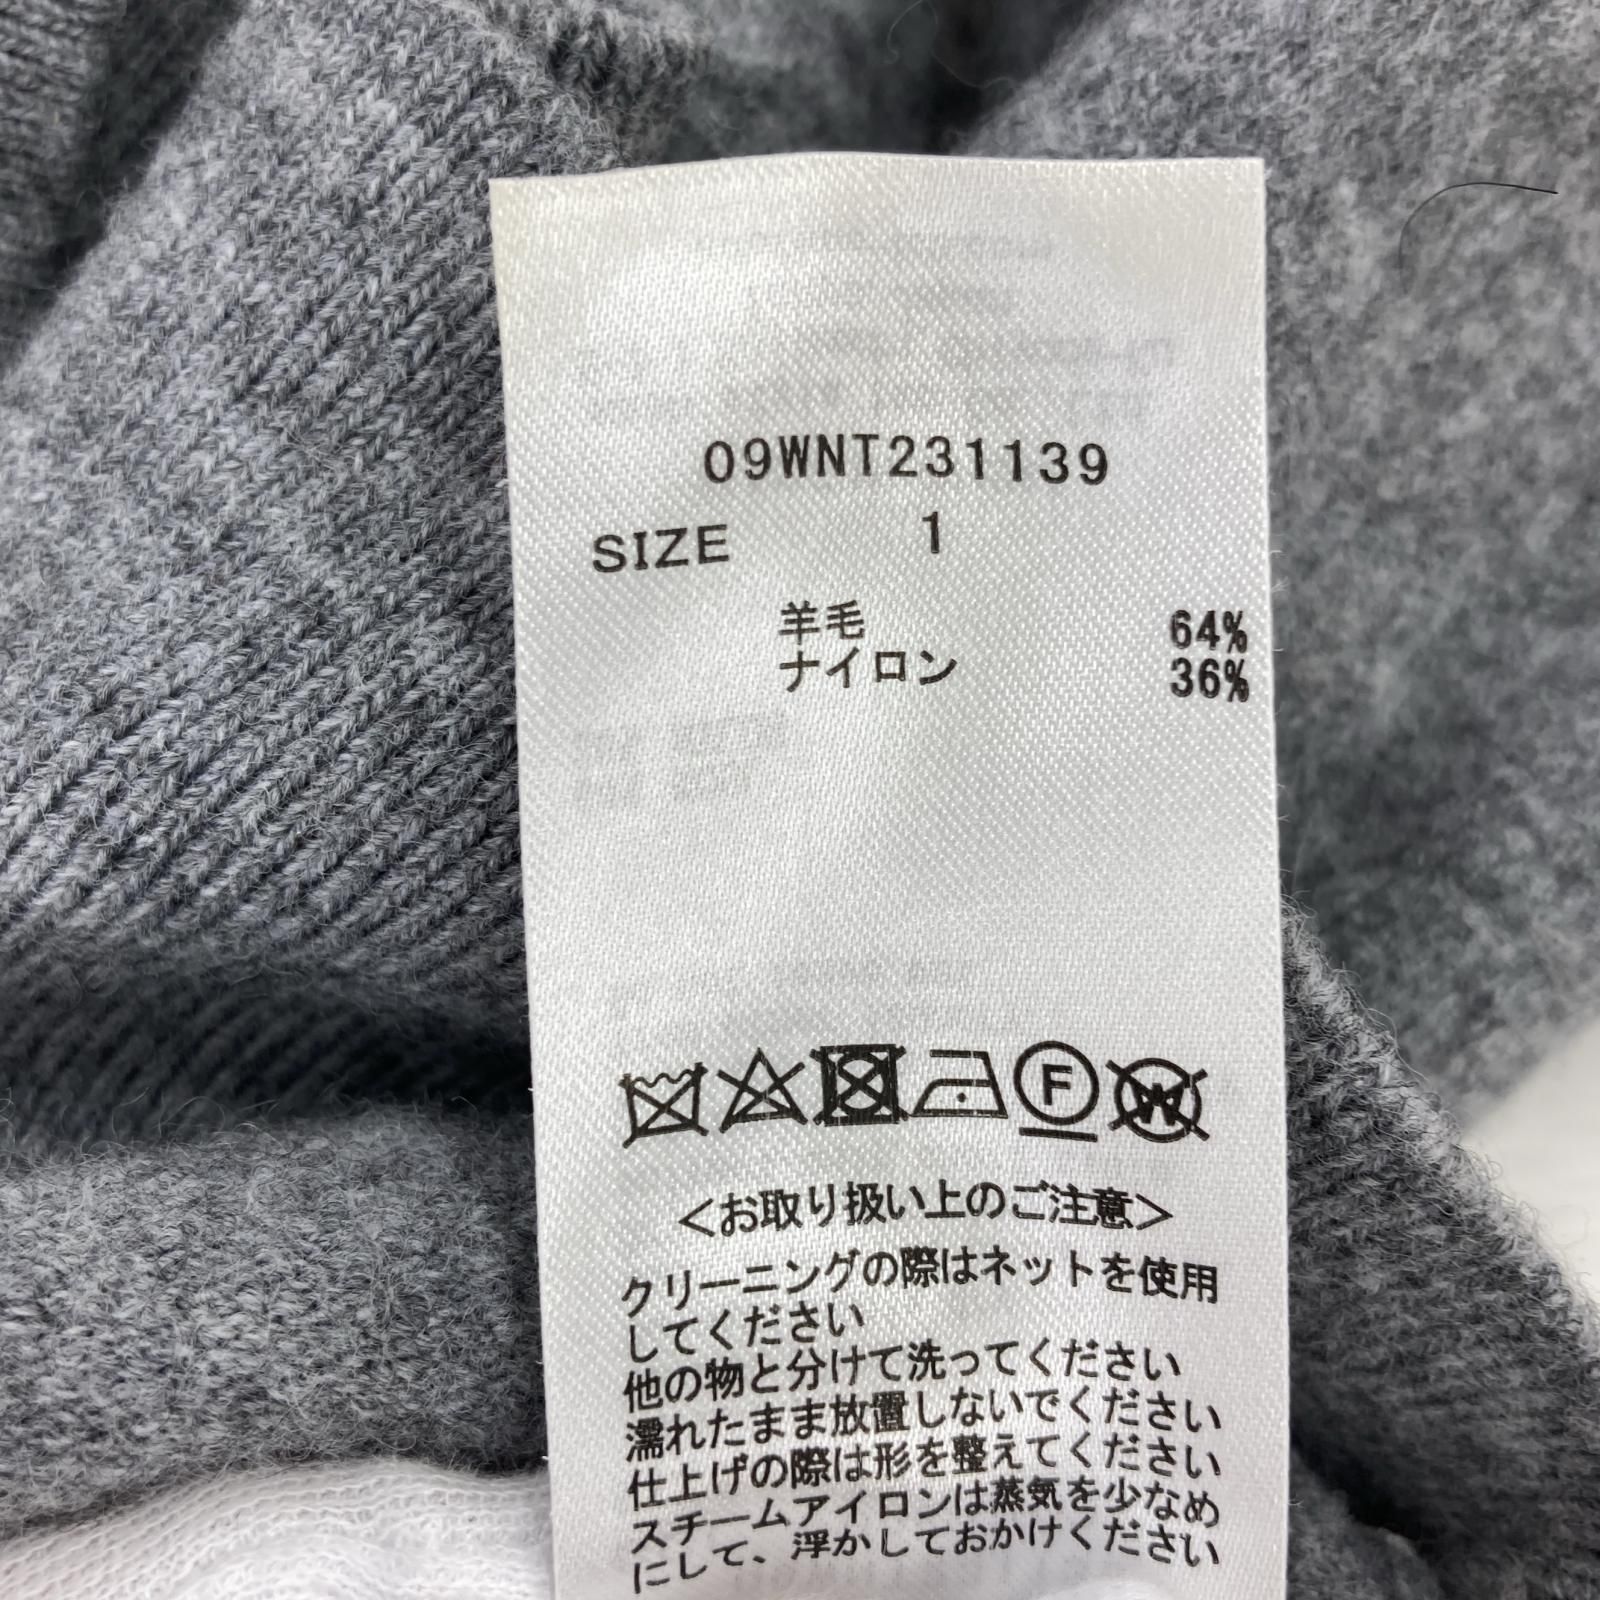 09WNT231139
SIZE 1
羊毛 64%
ナイロン 36%
F W
<お取り扱い上のご注意>
クリーニングの際はネットを使用
してください
他の物と分けて洗ってください
濡れたまま放置しないでください
仕上げの際は形を整えてください
スチームアイロンは蒸気を少なめ
にして、浮かしておかけください